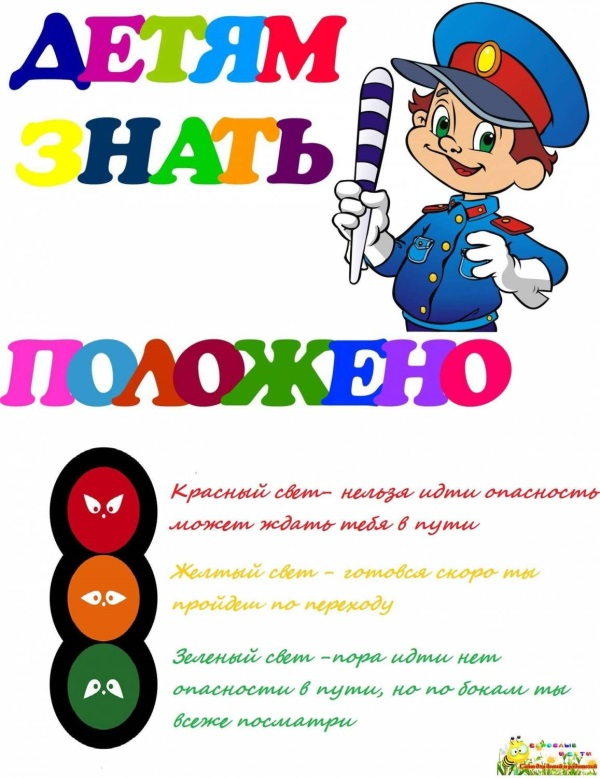 ДЕТЯМ
ЗНАТЬ
ПОЛОЖЕНО
Красный свет- нельзя идти опасность
может ждать тебя в пути
Желтый свет - готовся скоро ты
пройдеш по переходу
Зеленый свет -пора идти нет
опасности в пути, но по бокам ты
всеже посматри